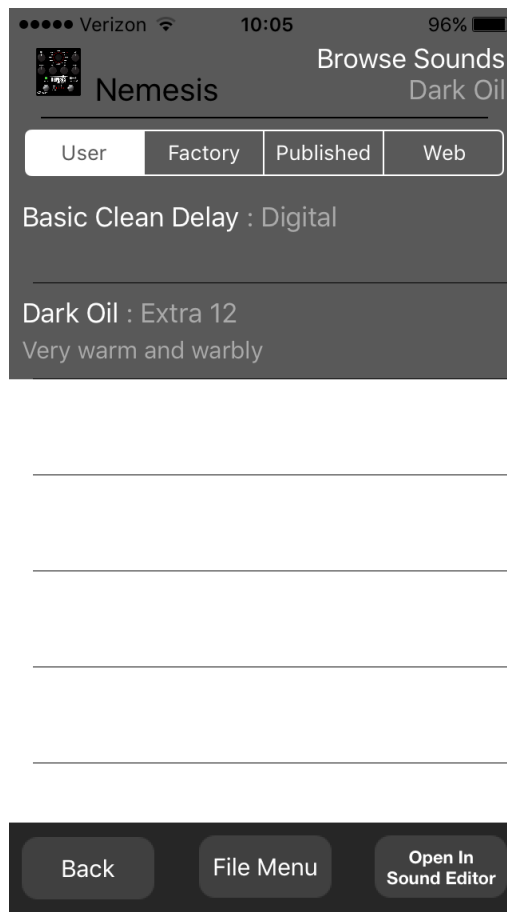 Verizon 10:05 96%
Browse Sounds
Nemesis Dark Oil
User Factory Published Web
Basic Clean Delay : Digital
Dark Oil : Extra 12
Very warm and warbly
Back File Menu Open In
Sound Editor